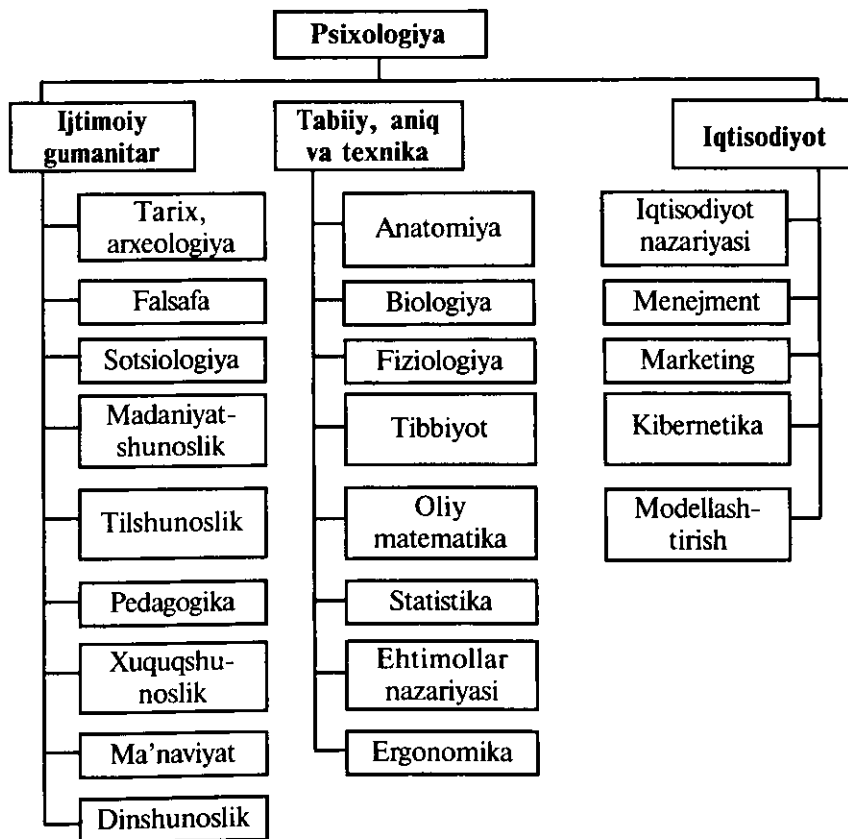 Psixologiya
Ijtimoiy
gumanitar
Tarix,
arxeologiya
Falsafa
Sotsiologiya
Madaniyat-
shunoslik
Tilshunoslik
Pedagogika
Xuquqshu-
noslik
Ma'naviyat
Dinshunoslik
Tabiiy, aniq
va texnika
Anatomiya
Biologiya
Fiziologiya
Tibbiyot
Oliy
matematika
Statistika
Ehtimollar
nazariyasi
Ergonomika
Iqtisodiyot
Iqtisodiyot
nazariyasi
Menejment
Marketing
Kibernetika
Modellash-
tirish